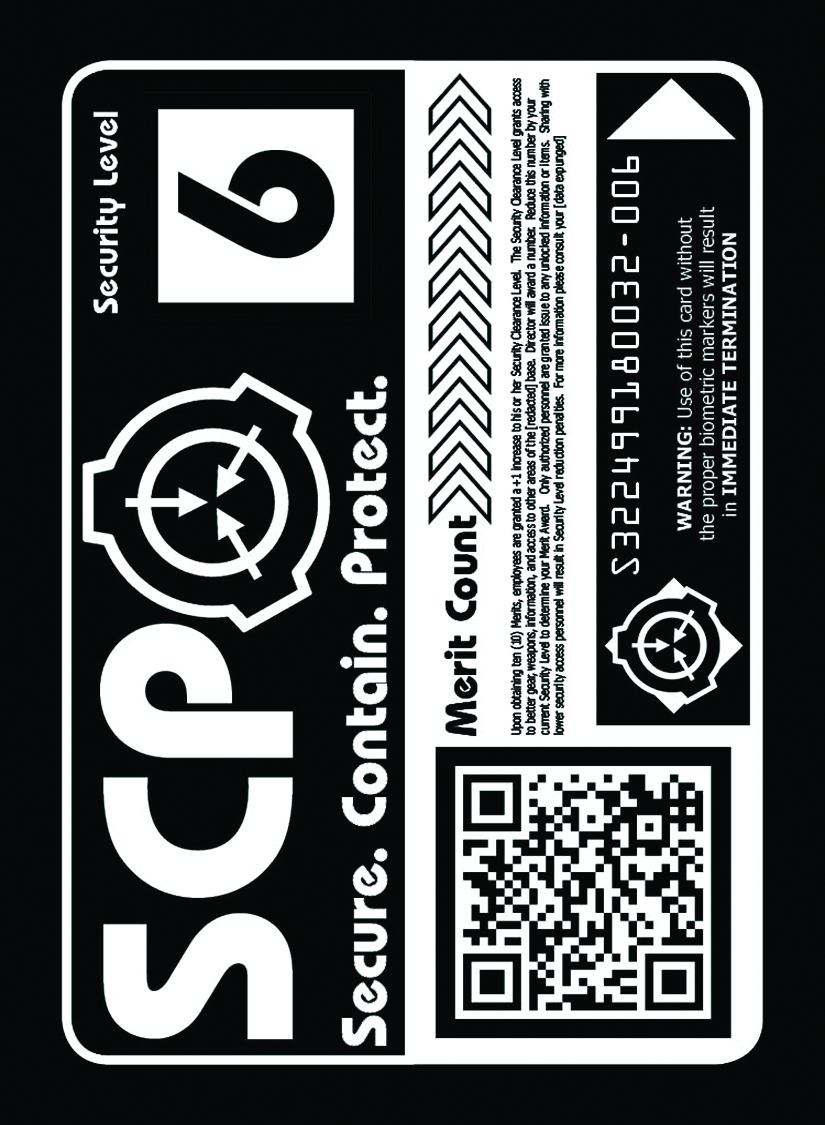 SCP
Secure. Contain. Protect.
Security Level
6
Merit Count
Upon obtaining ten (10) Merits, employees are granted a +1 increase to his or her Security Clearance Level. The Security Clearance Level grants access
to better gear, weapons, information, and access to other areas of the [redacted] base. Director will award a number. Reduce this number by your
current Security Level to determine your Merit Award. Only authorized personnel are granted issue to any unlocked information or items. Sharing with
lower security access personnel will result in Security Level reduction penalties. For more information please consult your [data expunged]
S322499180032-006
WARNING: Use of this card without
the proper biometric markers will result
in IMMEDIATE TERMINATION